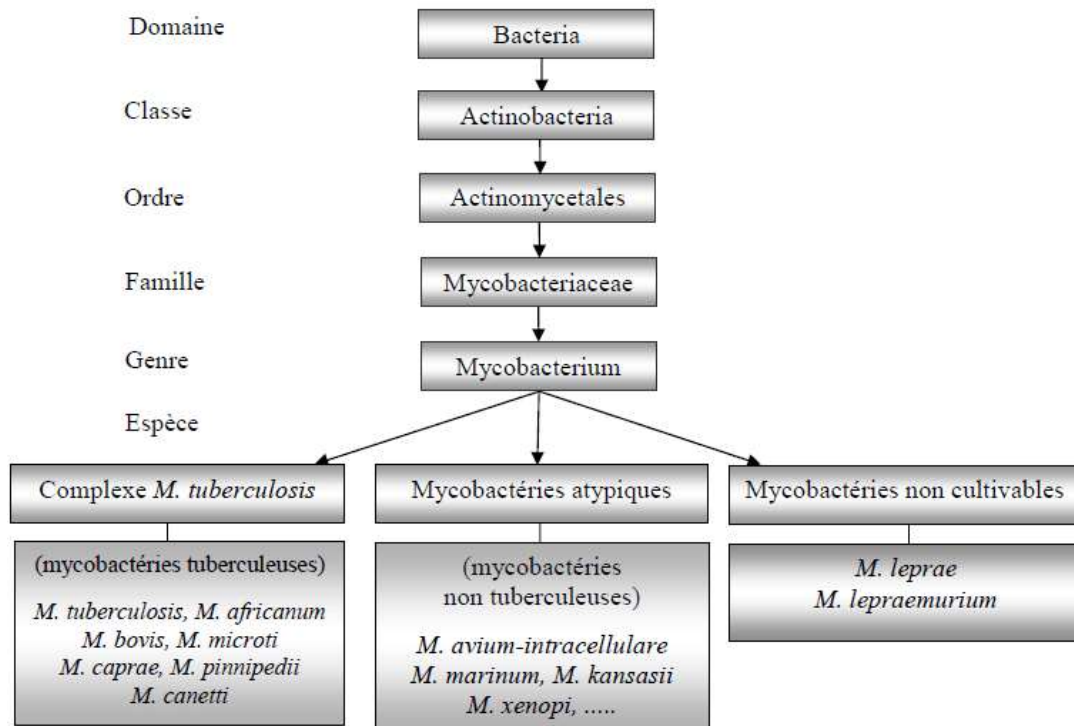 Domaine
Bacteria
Classe
Actinobacteria
Ordre
Actinomycetales
Famille
Mycobacteriaceae
Genre
Mycobacterium
Espèce
Complexe M. tuberculosis
(mycobactéries tuberculeuses)
M. tuberculosis, M. africanum
M. bovis, M. microti
M. caprae, M. pinnipedii
M. canetti
Mycobactéries atypiques
(mycobactéries
non tuberculeuses)
M. avium-intracellulare
M. marinum, M. kansasii
M. xenopi, .....
Mycobactéries non cultivables
M. leprae
M. lepraemurium